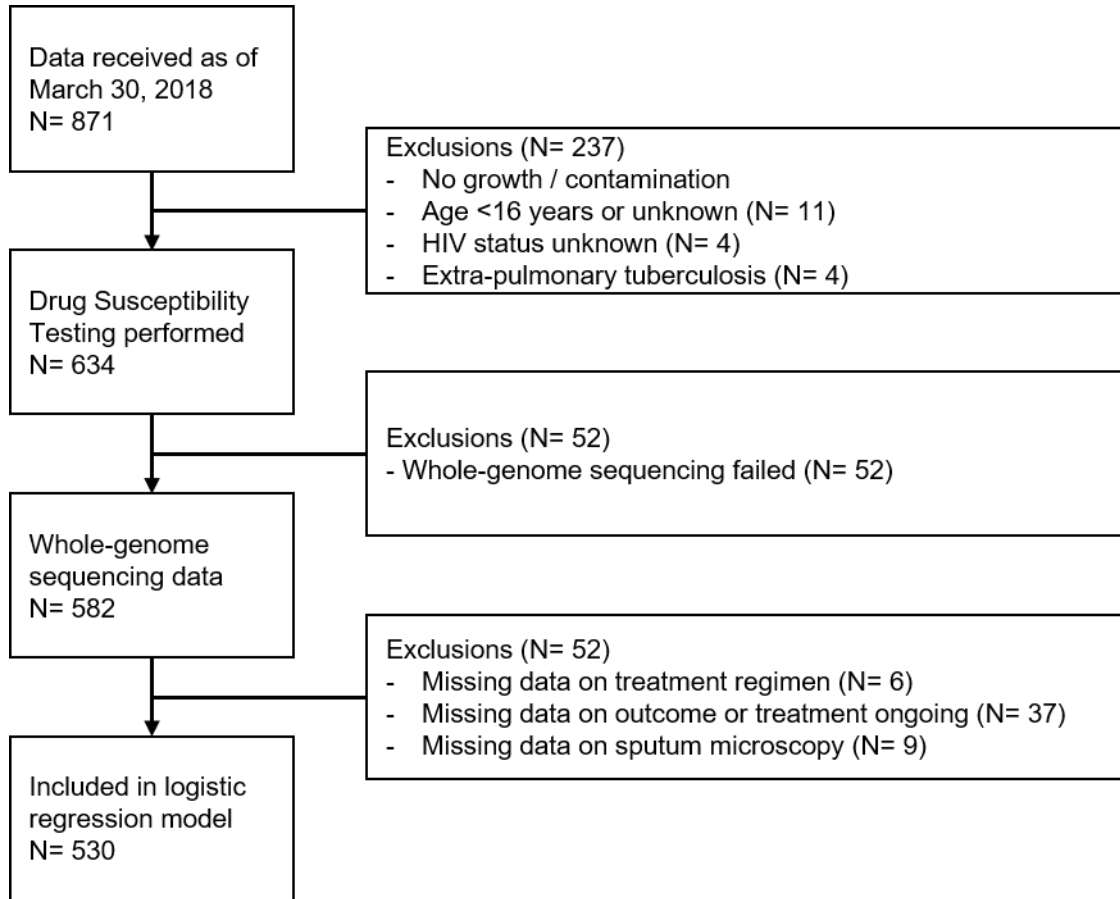 Data received as of
March 30, 2018
N= 871
Exclusions (N= 237)
- No growth / contamination
- Age <16 years or unknown (N= 11)
- HIV status unknown (N= 4)
- Extra-pulmonary tuberculosis (N= 4)
Drug Susceptibility
Testing performed
N= 634
Exclusions (N= 52)
- Whole-genome sequencing failed (N= 52)
Whole-genome
sequencing data
N= 582
Exclusions (N= 52)
- Missing data on treatment regimen (N= 6)
- Missing data on outcome or treatment ongoing (N= 37)
- Missing data on sputum microscopy (N= 9)
Included in logistic
regression model
N= 530